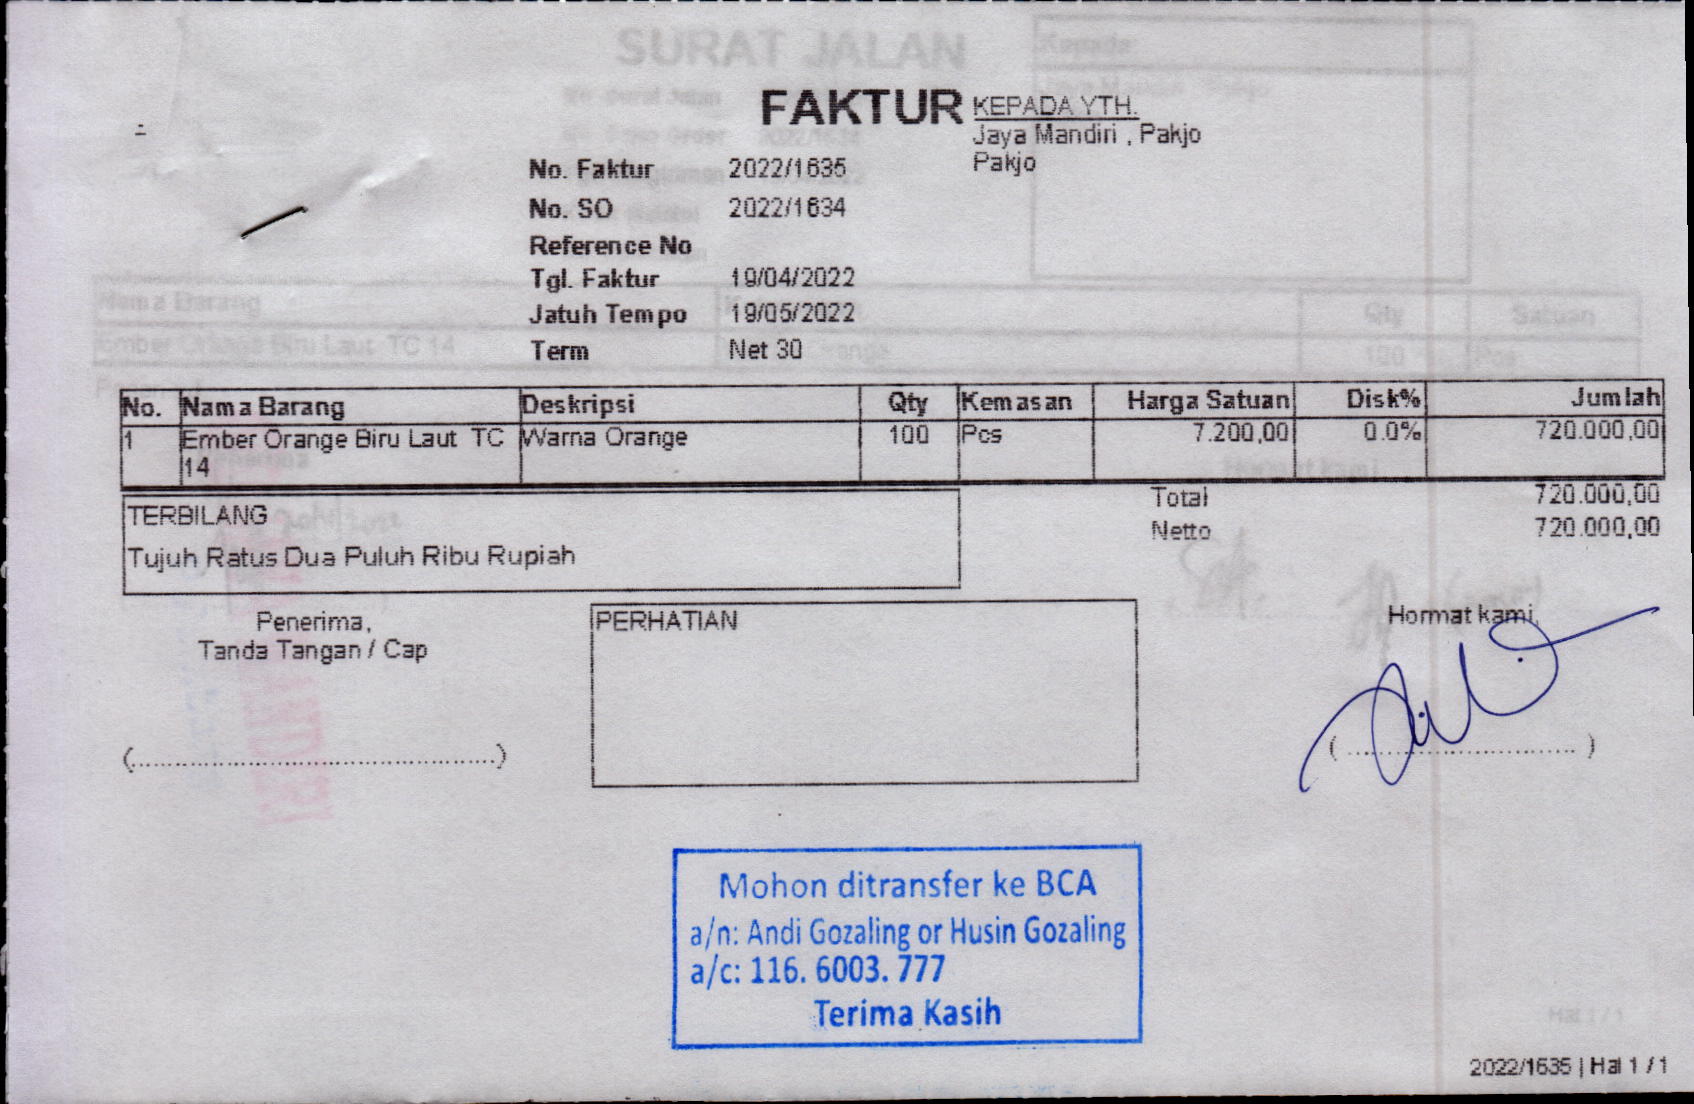 FAKTUR
KEPADA YTH.
Jaya Mandiri , Pakjo
Pakjo
No. Faktur 2022/1635
No. SO 2022/1634
Reference No
Tgl. Faktur 19/04/2022
Jatuh Tempo 19/05/2022
Term Net 30
No. Nama Barang Deskripsi Qty Kemasan Harga Satuan Disk% Jumlah
1 Ember Orange Biru Laut TC Warna Orange 100 Pcs 7.200,00 0.0% 720.000,00
14
Total 720.000,00
Netto 720.000,00
TERBILANG
Tujuh Ratus Dua Puluh Ribu Rupiah
Penerima,
Tanda Tangan / Cap
PERHATIAN
Hormat kami,
Mohon ditransfer ke BCA
a/n: Andi Gozaling or Husin Gozaling
a/c: 116. 6003. 777
Terima Kasih
2022/1635 | Hal 1 / 1